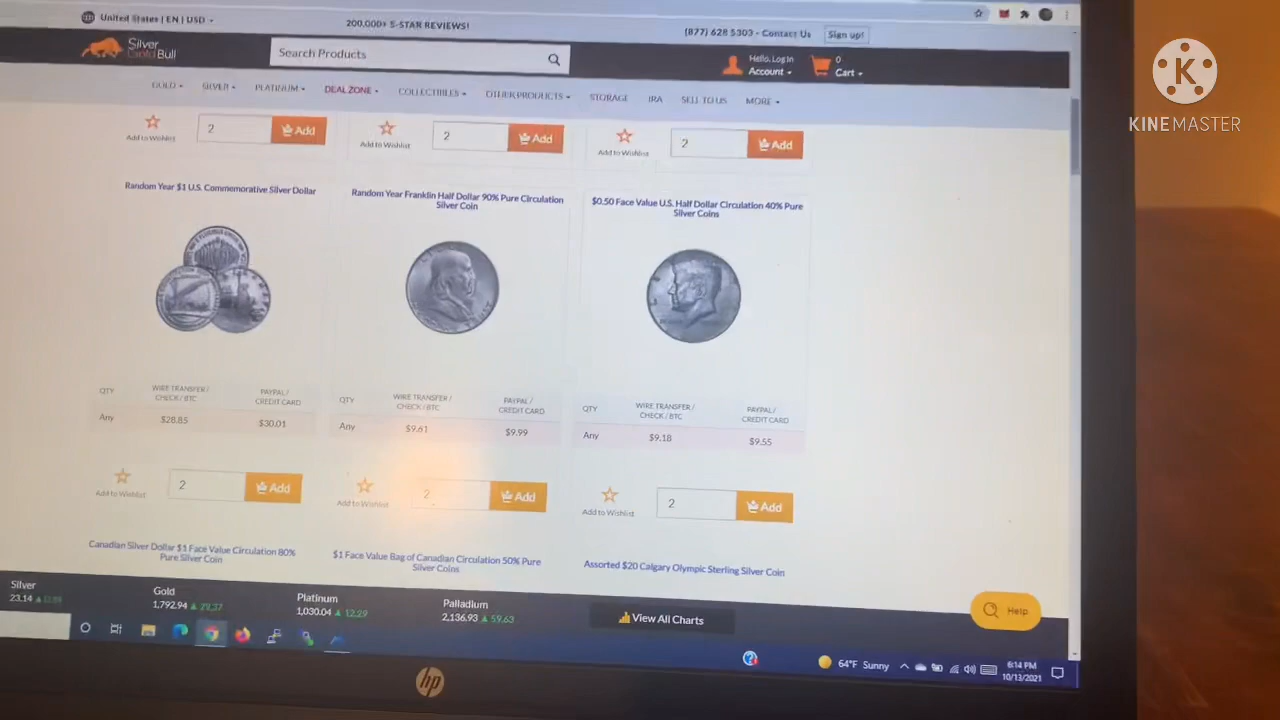 United States | EN | USD
200,000+ 5-STAR REVIEWS!
(877) 628 5303 - Contact Us
Sign up!
Silver
Gold Bull
Search Products
Hello, Log In
Account
0
Cart
GOLD
SILVER
PLATINUM
DEAL ZONE
COLLECTIBLES
OTHER PRODUCTS
STORAGE
IRA
SELL TO US
MORE
KINEMASTER
Add to Wishlist
2
Add
Add to Wishlist
2
Add
Add to Wishlist
2
Add
Random Year $1 U.S. Commemorative Silver Dollar
Random Year Franklin Half Dollar 90% Pure Circulation
Silver Coin
$0.50 Face Value U.S. Half Dollar Circulation 40% Pure
Silver Coins
QTY
WIRE TRANSFER /
CHECK / BTC
PAYPAL /
CREDIT CARD
Any
$28.85
$30.01
QTY
WIRE TRANSFER /
CHECK / BTC
PAYPAL /
CREDIT CARD
Any
$9.61
$9.99
QTY
WIRE TRANSFER /
CHECK / BTC
PAYPAL /
CREDIT CARD
Any
$9.18
$9.55
Add to Wishlist
2
Add
Add to Wishlist
2
Add
Add to Wishlist
2
Add
Canadian Silver Dollar $1 Face Value Circulation 80%
Pure Silver Coin
$1 Face Value Bag of Canadian Circulation 50% Pure
Silver Coins
Assorted $20 Calgary Olympic Sterling Silver Coin
Silver
23.14
Gold
1,792.94
Platinum
1,030.04 ▲ 12.29
Palladium
2,136.93 ▲ 59.63
View All Charts
Help
64°F Sunny
6:14 PM
10/13/2021
hp